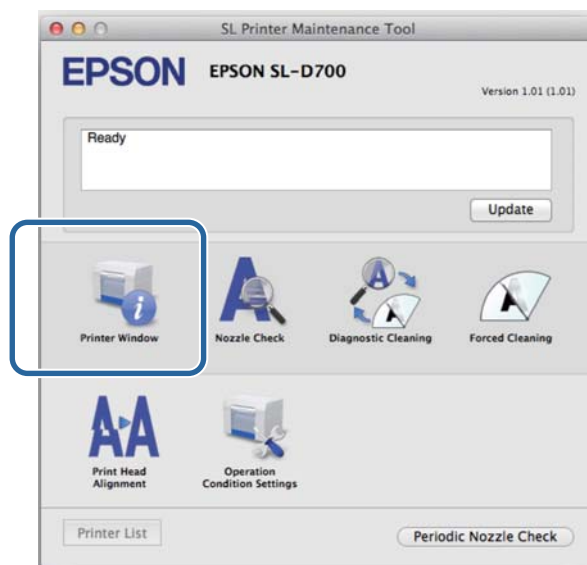 SL Printer Maintenance Tool
EPSON EPSON SL-D700
Version 1.01 (1.01)
Ready
Update
Printer Window Nozzle Check Diagnostic Cleaning Forced Cleaning
Print Head Operation
Alignment Condition Settings
Printer List Periodic Nozzle Check